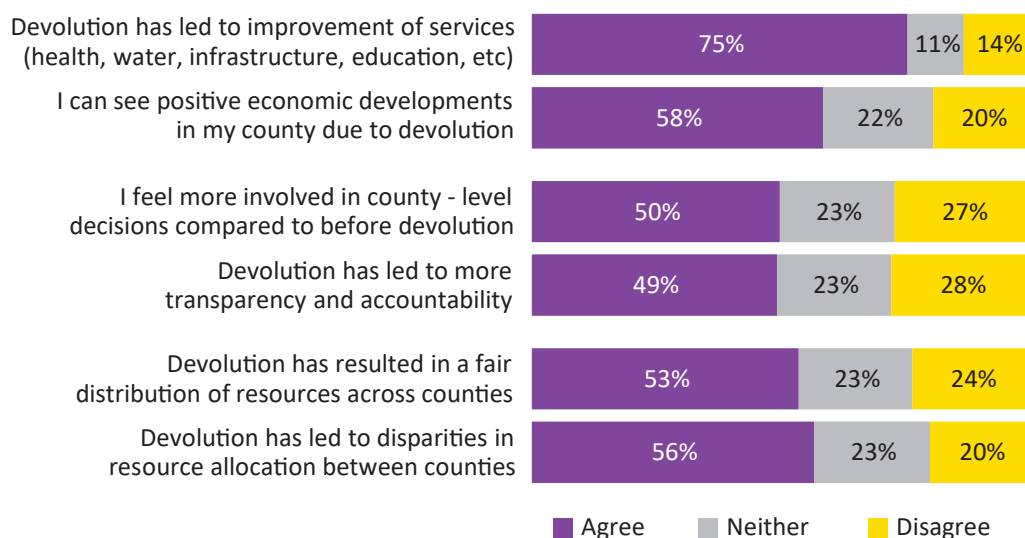 Devolution has led to improvement of services
(health, water, infrastructure, education, etc)
75% 11% 14%
I can see positive economic developments
in my county due to devolution
58% 22% 20%
I feel more involved in county - level
decisions compared to before devolution
50% 23% 27%
Devolution has led to more
transparency and accountability
49% 23% 28%
Devolution has resulted in a fair
distribution of resources across counties
53% 23% 24%
Devolution has led to disparities in
resource allocation between counties
56% 23% 20%
Agree Neither Disagree